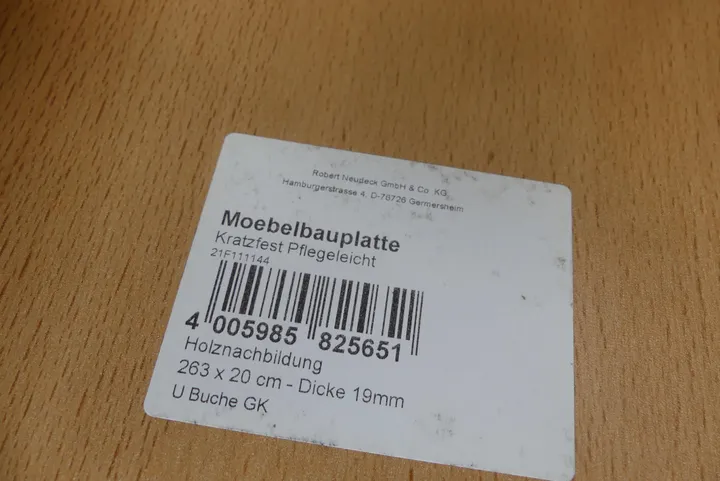 Robert Neudeck GmbH & Co. KG
Hamburgerstrasse 4, D-76726 Germersheim
Moebelbauplatte
Kratzfest Pflegeleicht
21F111144
4 005985 825651
Holznachbildung
263 x 20 cm - Dicke 19mm
U Buche GK